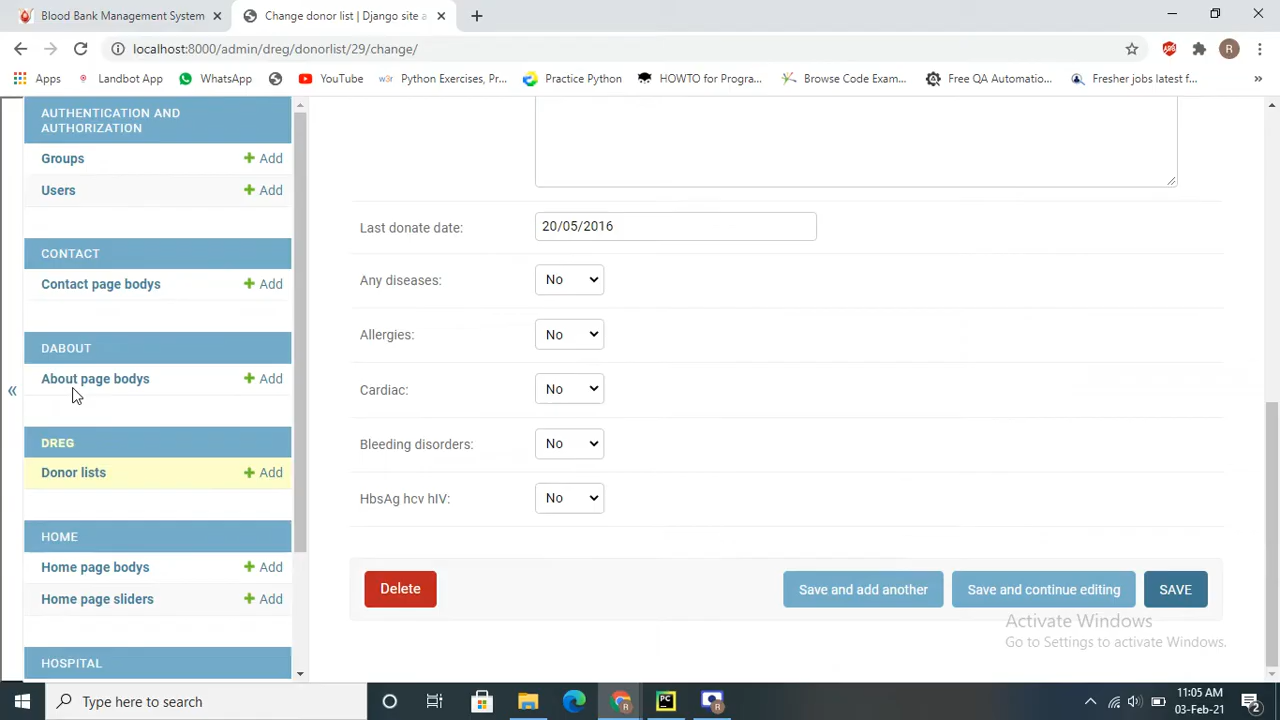 Blood Bank Management System
Change donor list | Django site a
localhost:8000/admin/dreg/donorlist/29/change/
R
Apps
Landbot App
WhatsApp
YouTube
Python Exercises, Pr...
Practice Python
HOWTO for Progra...
Browse Code Exam...
Free QA Automatio...
Fresher jobs latest f...
»
AUTHENTICATION AND
AUTHORIZATION
Groups
Add
Users
Add
CONTACT
Contact page bodys
Add
DABOUT
About page bodys
Add
«
DREG
Donor lists
Add
HOME
Home page bodys
Add
Home page sliders
Add
HOSPITAL
Last donate date:
20/05/2016
Any diseases:
No
Allergies:
No
Cardiac:
No
Bleeding disorders:
No
HbsAg hcv hIV:
No
Delete
Save and add another
Save and continue editing
SAVE
Activate Windows
Go to Settings to activate Windows.
Type here to search
11:05 AM
03-Feb-21
2